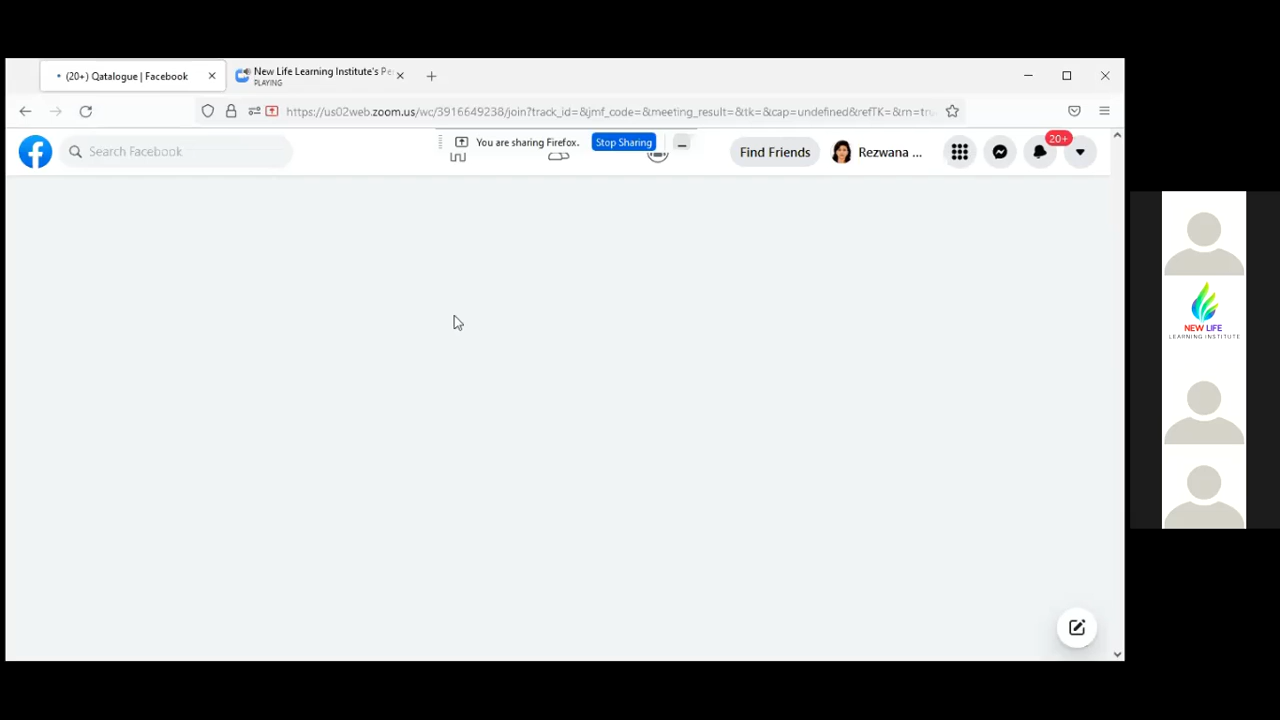 (20+) Qatalogue | Facebook
New Life Learning Institute's Pe
PLAYING
https://us02web.zoom.us/wc/3916649238/join?track_id=&jmf_code=&meeting_result=&tk=&cap=undefined&refTK=&rn=tru
Search Facebook
You are sharing Firefox.
Stop Sharing
Find Friends
Rezwana ...
20+
NEW LIFE
LEARNING INSTITUTE